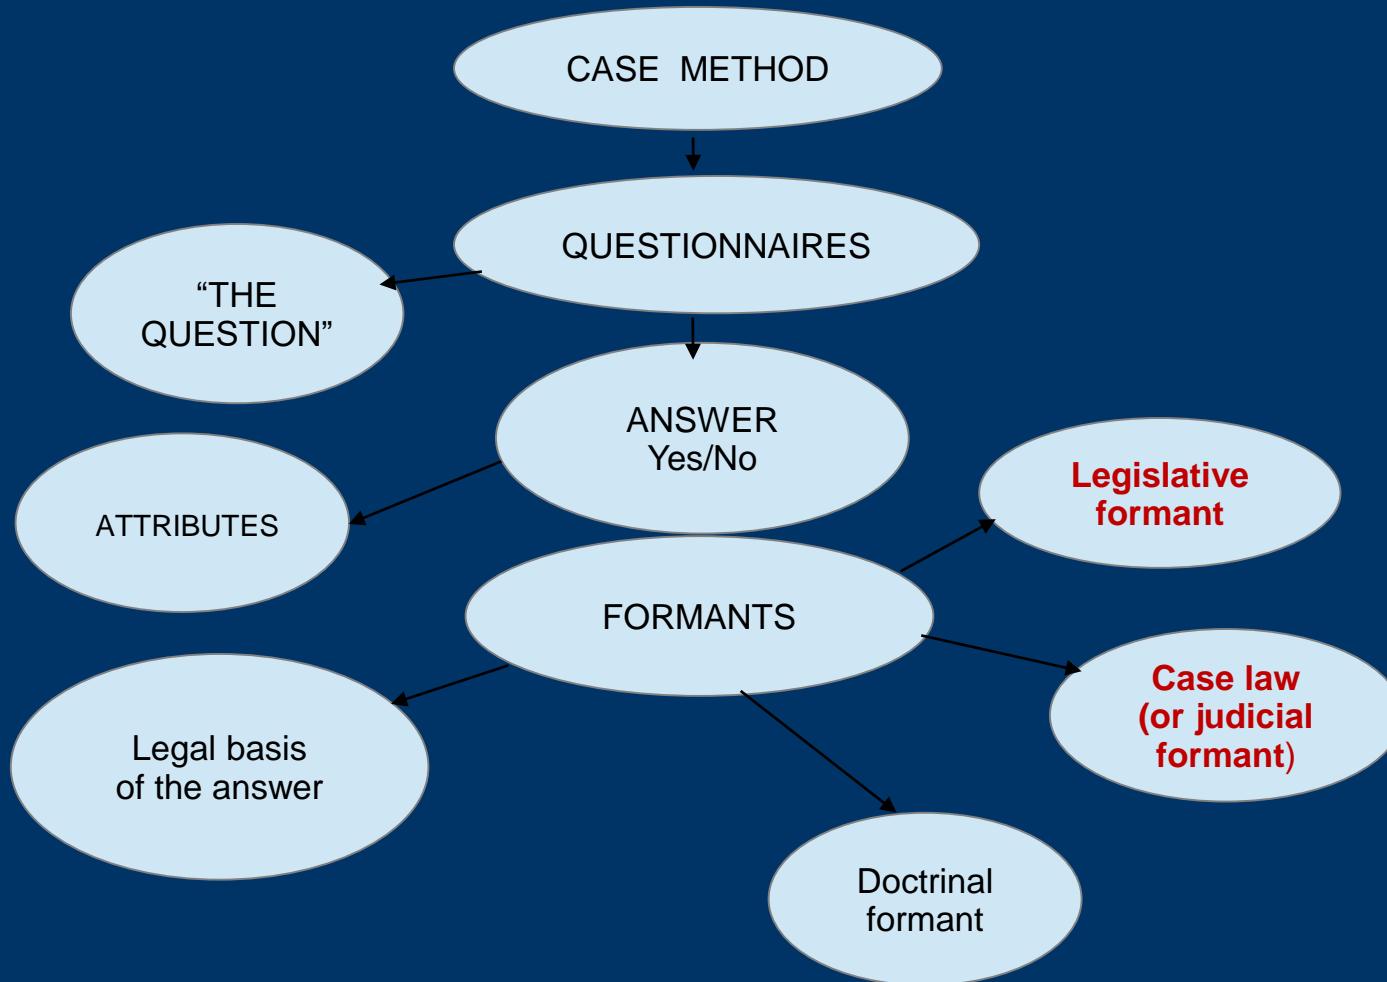 CASE METHOD
QUESTIONNAIRES
“THE
QUESTION”
ANSWER
Yes/No
Legislative
formant
ATTRIBUTES
FORMANTS
Case law
(or judicial
formant)
Legal basis
of the answer
Doctrinal
formant